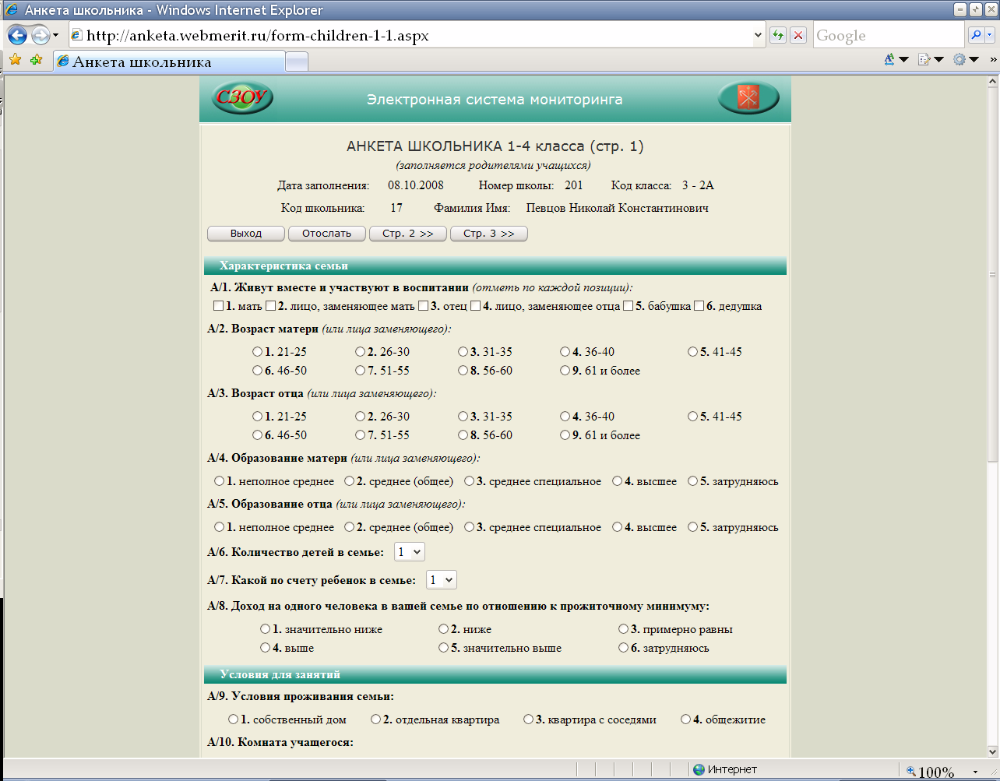 Анкета школьника - Windows Internet Explorer
http://anketa.webmerit.ru/form-children-1-1.aspx
Google
Анкета школьника
СЗОУ
Электронная система мониторинга
АНКЕТА ШКОЛЬНИКА 1-4 класса (стр. 1)
(заполняется родителями учащихся)
Дата заполнения: 08.10.2008 Номер школы: 201 Код класса: 3 - 2А
Код школьника: 17 Фамилия Имя: Певцов Николай Константинович
Выход Отослать Стр. 2 >> Стр. 3 >>
Характеристика семьи
А/1. Живут вместе и участвуют в воспитании (отметь по каждой позиции):
1. мать 2. лицо, заменяющее мать 3. отец 4. лицо, заменяющее отца 5. бабушка 6. дедушка
А/2. Возраст матери (или лица заменяющего):
1. 21-25 2. 26-30 3. 31-35 4. 36-40 5. 41-45
6. 46-50 7. 51-55 8. 56-60 9. 61 и более
А/3. Возраст отца (или лица заменяющего):
1. 21-25 2. 26-30 3. 31-35 4. 36-40 5. 41-45
6. 46-50 7. 51-55 8. 56-60 9. 61 и более
А/4. Образование матери (или лица заменяющего):
1. неполное среднее 2. среднее (общее) 3. среднее специальное 4. высшее 5. затрудняюсь
А/5. Образование отца (или лица заменяющего):
1. неполное среднее 2. среднее (общее) 3. среднее специальное 4. высшее 5. затрудняюсь
А/6. Количество детей в семье: 1
А/7. Какой по счету ребенок в семье: 1
А/8. Доход на одного человека в вашей семье по отношению к прожиточному минимуму:
1. значительно ниже 2. ниже 3. примерно равны
4. выше 5. значительно выше 6. затрудняюсь
Условия для занятий
А/9. Условия проживания семьи:
1. собственный дом 2. отдельная квартира 3. квартира с соседями 4. общежитие
А/10. Комната учащегося:
Интернет
100%